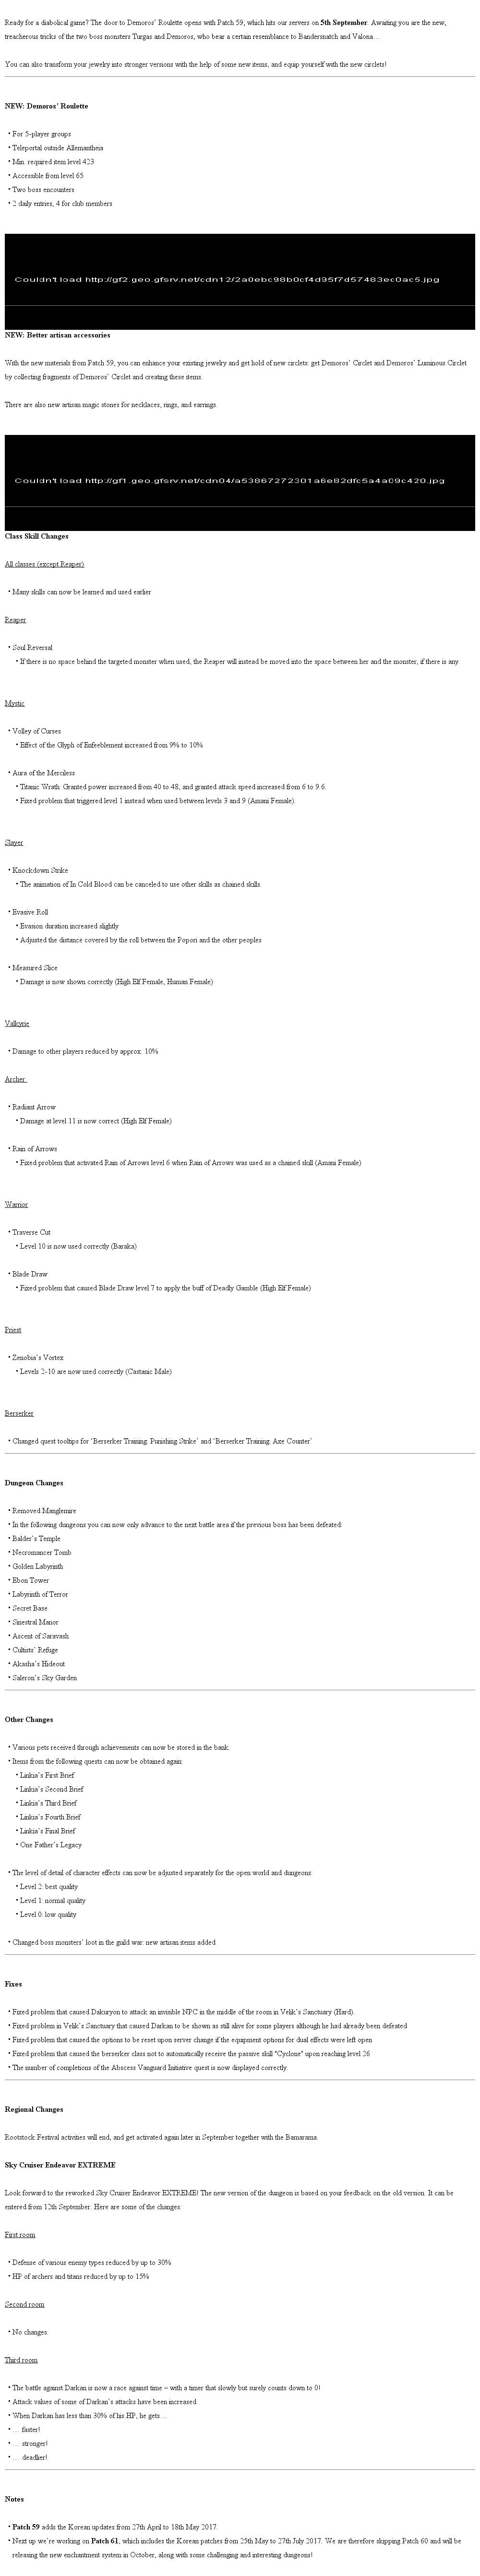 Ready for a diabolical game? The door to Demoros' Roulette opens with Patch 59, which hits our servers on 5th September. Awaiting you are the new,
treacherous tricks of the two boss monsters Turgas and Demoros, who bear a certain resemblance to Bandersnatch and Valona…
You can also transform your jewelry into stronger versions with the help of some new items, and equip yourself with the new circlets!
NEW: Demoros' Roulette
• For 5-player groups
• Teleportal outside Allemantheia
• Min. required item level 423
• Accessible from level 65
• Two boss encounters
• 2 daily entries, 4 for club members
Couldn't load http://gf2.geo.gfsrv.net/cdn12/2a0ebc98b0cf4d95f7d57483ec0ac5.jpg
NEW: Better artisan accessories
With the new materials from Patch 59, you can enhance your existing jewelry and get hold of new circlets: get Demoros' Circlet and Demoros' Luminous Circlet
by collecting fragments of Demoros' Circlet and creating these items.
There are also new artisan magic stones for necklaces, rings, and earrings.
Couldn't load http://gf1.geo.gfsrv.net/cdn04/a53867272301a6e82dfc5a4a09c420.jpg
Class Skill Changes
All classes (except Reaper)
• Many skills can now be learned and used earlier
Reaper
• Soul Reversal
• If there is no space behind the targeted monster when used, the Reaper will instead be moved into the space between her and the monster, if there is any.
Mystic
• Volley of Curses
• Effect of the Glyph of Enfeeblement increased from 9% to 10%
• Aura of the Merciless
• Titanic Wrath: Granted power increased from 40 to 48, and granted attack speed increased from 6 to 9.6.
• Fixed problem that triggered level 1 instead when used between levels 3 and 9 (Amani Female).
Slayer
• Knockdown Strike
• The animation of In Cold Blood can be canceled to use other skills as chained skills.
• Evasive Roll
• Evasion duration increased slightly
• Adjusted the distance covered by the roll between the Popori and the other peoples
• Measured Slice
• Damage is now shown correctly (High Elf Female, Human Female)
Valkyrie
• Damage to other players reduced by approx. 10%
Archer
• Radiant Arrow
• Damage at level 11 is now correct (High Elf Female)
• Rain of Arrows
• Fixed problem that activated Rain of Arrows level 6 when Rain of Arrows was used as a chained skill (Amani Female)
Warrior
• Traverse Cut
• Level 10 is now used correctly (Baraka)
• Blade Draw
• Fixed problem that caused Blade Draw level 7 to apply the buff of Deadly Gamble (High Elf Female)
Priest
• Zenobia's Vortex
• Levels 2-10 are now used correctly (Castanic Male)
Berserker
• Changed quest tooltips for 'Berserker Training: Punishing Strike' and 'Berserker Training: Axe Counter'
Dungeon Changes
• Removed Manglemire
• In the following dungeons you can now only advance to the next battle area if the previous boss has been defeated:
• Balder's Temple
• Necromancer Tomb
• Golden Labyrinth
• Ebon Tower
• Labyrinth of Terror
• Secret Base
• Sinestral Manor
• Ascent of Saravash
• Cultists' Refuge
• Akasha's Hideout
• Saleron's Sky Garden
Other Changes
• Various pets received through achievements can now be stored in the bank.
• Items from the following quests can now be obtained again:
• Linkia's First Brief
• Linkia's Second Brief
• Linkia's Third Brief
• Linkia's Fourth Brief
• Linkia's Final Brief
• One Father's Legacy
• The level of detail of character effects can now be adjusted separately for the open world and dungeons:
• Level 2: best quality
• Level 1: normal quality
• Level 0: low quality
• Changed boss monsters' loot in the guild war: new artisan items added
Fixes
• Fixed problem that caused Dakuryon to attack an invisible NPC in the middle of the room in Velik's Sanctuary (Hard).
• Fixed problem in Velik's Sanctuary that caused Darkan to be shown as still alive for some players although he had already been defeated
• Fixed problem that caused the options to be reset upon server change if the equipment options for dual effects were left open
• Fixed problem that caused the berserker class not to automatically receive the passive skill "Cyclone" upon reaching level 26
• The number of completions of the Abscess Vanguard Initiative quest is now displayed correctly.
Regional Changes
Rootstock Festival activities will end, and get activated again later in September together with the Bamarama.
Sky Cruiser Endeavor EXTREME
Look forward to the reworked Sky Cruiser Endeavor EXTREME! The new version of the dungeon is based on your feedback on the old version. It can be
entered from 12th September. Here are some of the changes:
First room
• Defense of various enemy types reduced by up to 30%
• HP of archers and titans reduced by up to 15%
Second room
• No changes.
Third room
• The battle against Darkan is now a race against time – with a timer that slowly but surely counts down to 0!
• Attack values of some of Darkan's attacks have been increased
• When Darkan has less than 30% of his HP, he gets…
• … faster!
• … stronger!
• … deadlier!
Notes
• Patch 59 adds the Korean updates from 27th April to 18th May 2017.
• Next up we're working on Patch 61, which includes the Korean patches from 25th May to 27th July 2017. We are therefore skipping Patch 60 and will be
releasing the new enchantment system in October, along with some challenging and interesting dungeons!